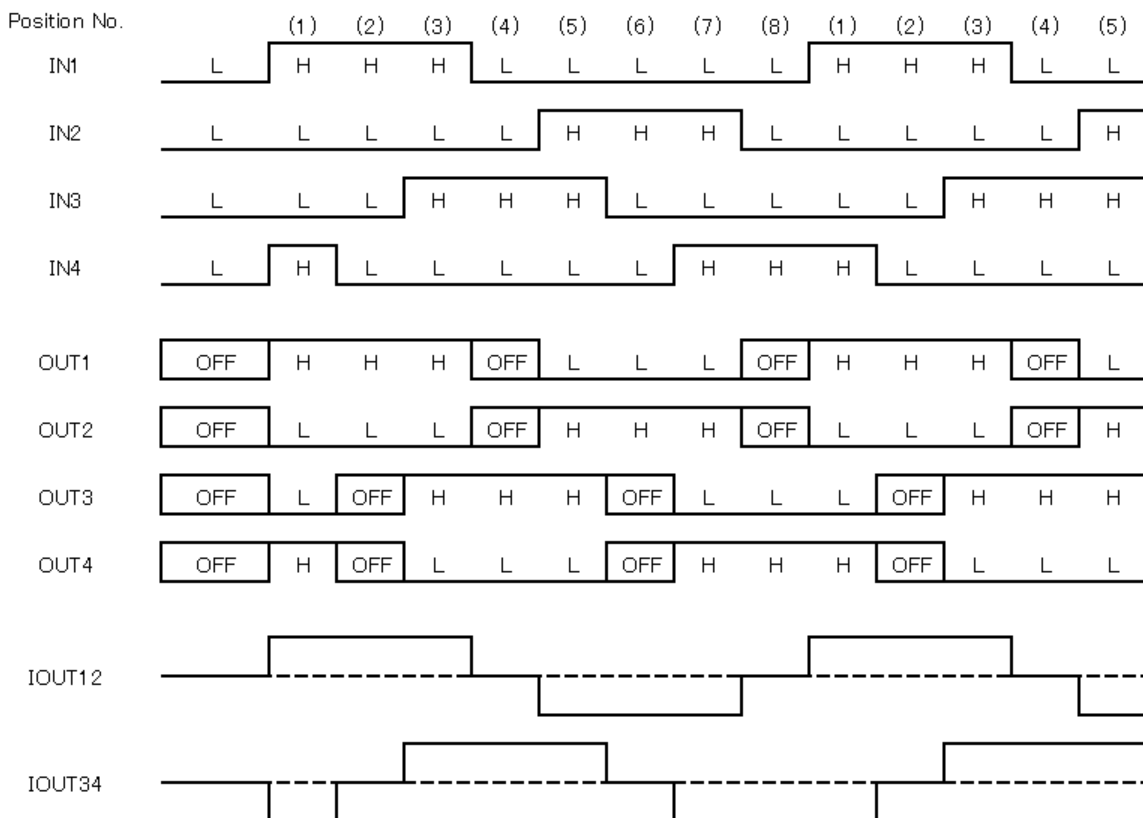 Position No. (1) (2) (3) (4) (5) (6) (7) (8) (1) (2) (3) (4) (5)
IN1 L H H H L L L L L H H H L L
IN2 L L L L L H H H L L L L L H
IN3 L L L H H H L L L L L H H H
IN4 L H L L L L L H H H L L L L
OUT1 OFF H H H OFF L L L OFF H H H OFF L
OUT2 OFF L L L OFF H H H OFF L L L OFF H
OUT3 OFF L OFF H H H OFF L L L OFF H H H
OUT4 OFF H OFF L L L OFF H H H OFF L L L
IOUT12
IOUT34